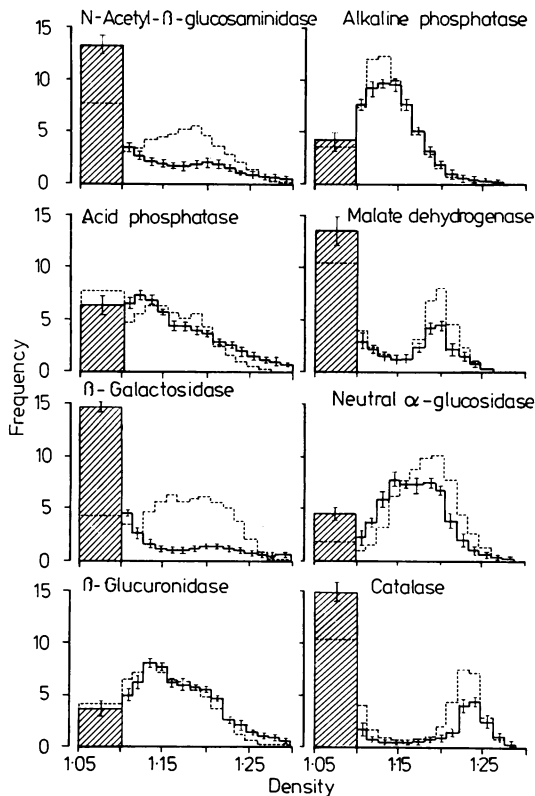 N-Acetyl-ß-glucosaminidase
Alkaline phosphatase
15
10
5
0
Acid phosphatase
Malate dehydrogenase
15
10
5
0
ß-Galactosidase
Neutral α-glucosidase
15
10
5
0
ß-Glucuronidase
Catalase
15
10
5
0
1·05 1·15 1·25 1·05 1·15 1·25
Density
Frequency